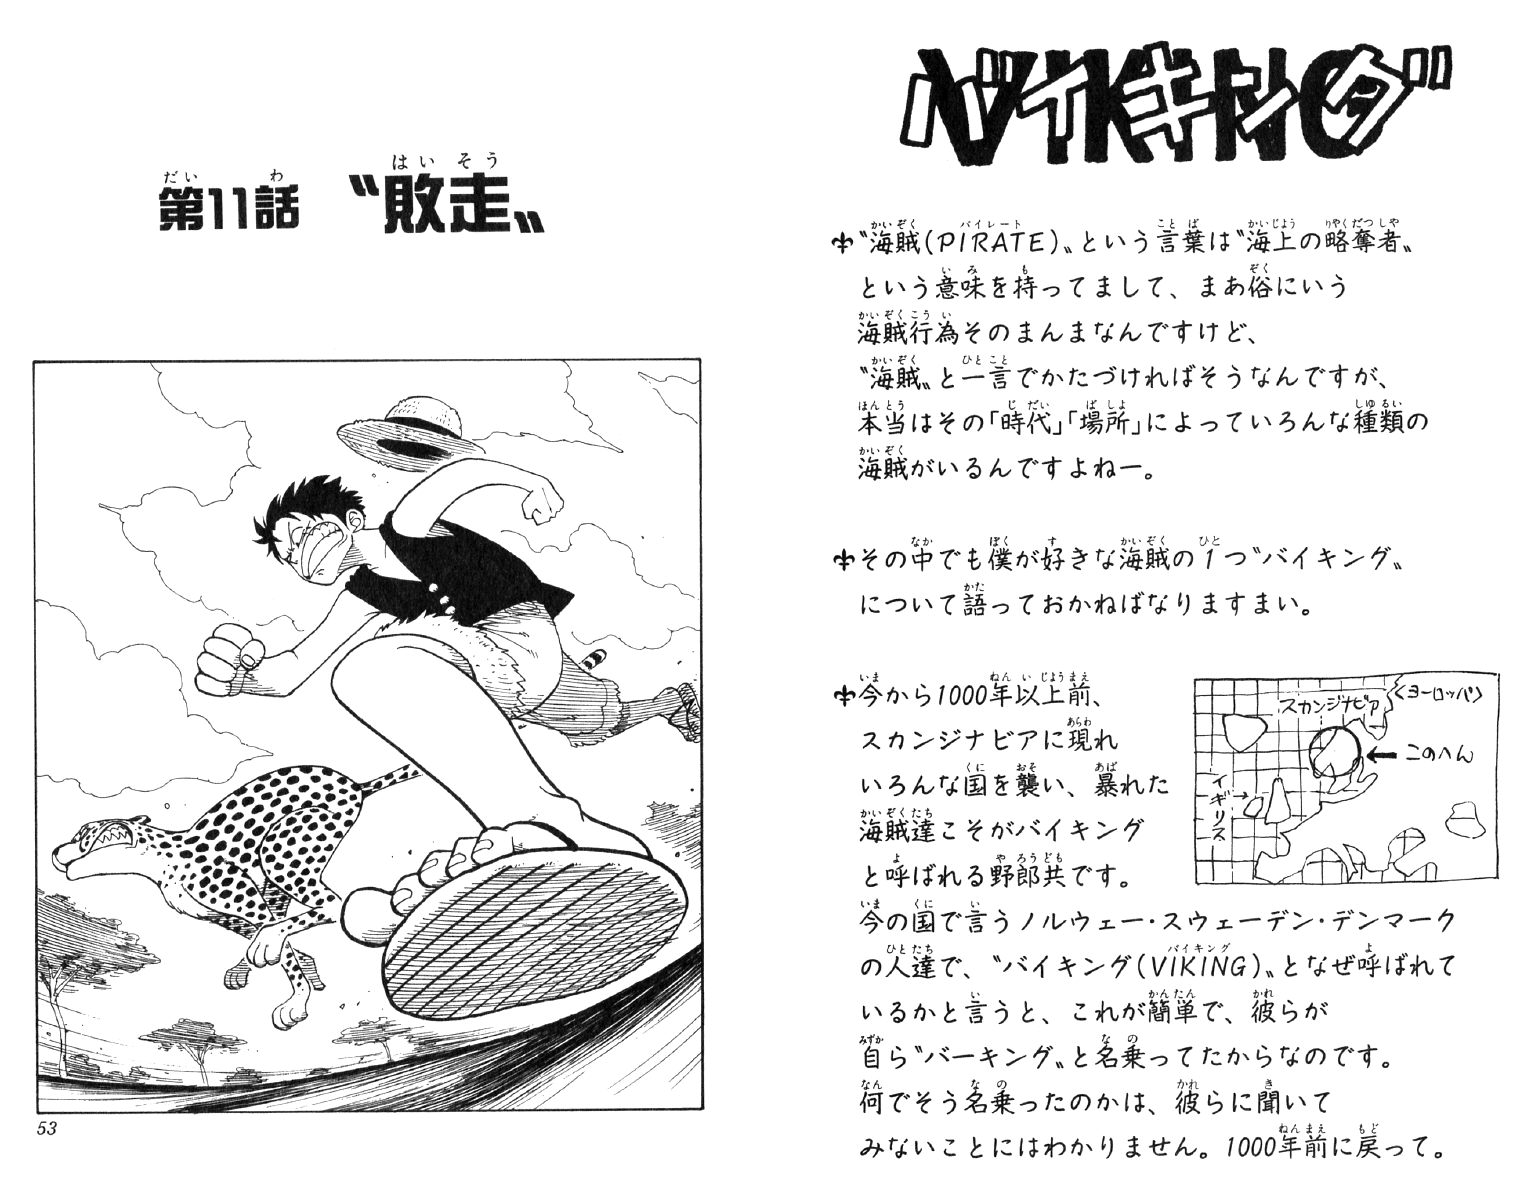 バイキング
VIKING
〝海賊(PIRATE)〟という言葉は〝海上の略奪者〟
という意味を持ってまして、まあ俗にいう
海賊行為そのまんまなんですけど、
〝海賊〟と一言でかたづければそうなんですが、
本当はその「時代」「場所」によっていろんな種類の
海賊がいるんですよねー。
その中でも僕が好きな海賊の1つ〝バイキング〟
について語っておかねばなりますまい。
今から1000年以上前、
スカンジナビアに現れ
いろんな国を襲い、暴れた
海賊達こそがバイキング
と呼ばれる野郎共です。
今の国で言うノルウェー・スウェーデン・デンマーク
の人達で、〝バイキング(VIKING)〟となぜ呼ばれて
いるかと言うと、これが簡単で、彼らが
自ら〝バーキング〟と名乗ってたからなのです。
何でそう名乗ったのかは、彼らに聞いて
みないことにはわかりません。1000年前に戻って。
〈ヨーロッパ〉
スカンジナビア
このへん
イギリス
第11話 〝敗走〟
53